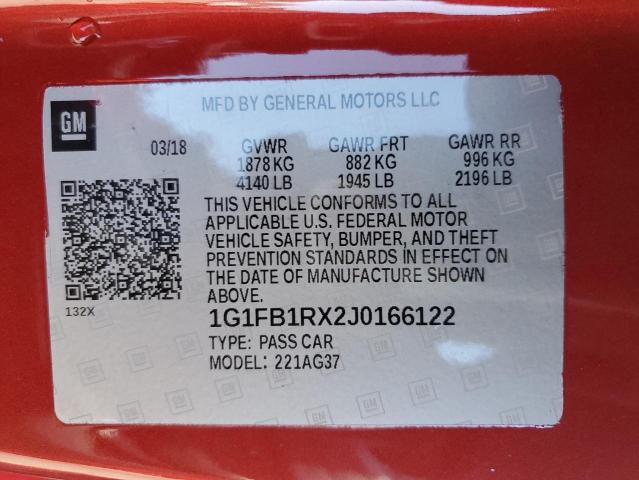 GM
MFD BY GENERAL MOTORS LLC
03/18 GVWR GAWR FRT GAWR RR
1878 KG 882 KG 996 KG
4140 LB 1945 LB 2196 LB
THIS VEHICLE CONFORMS TO ALL
APPLICABLE U.S. FEDERAL MOTOR
VEHICLE SAFETY, BUMPER, AND THEFT
PREVENTION STANDARDS IN EFFECT ON
THE DATE OF MANUFACTURE SHOWN
ABOVE.
132X
1G1FB1RX2J0166122
TYPE: PASS CAR
MODEL: 221AG37